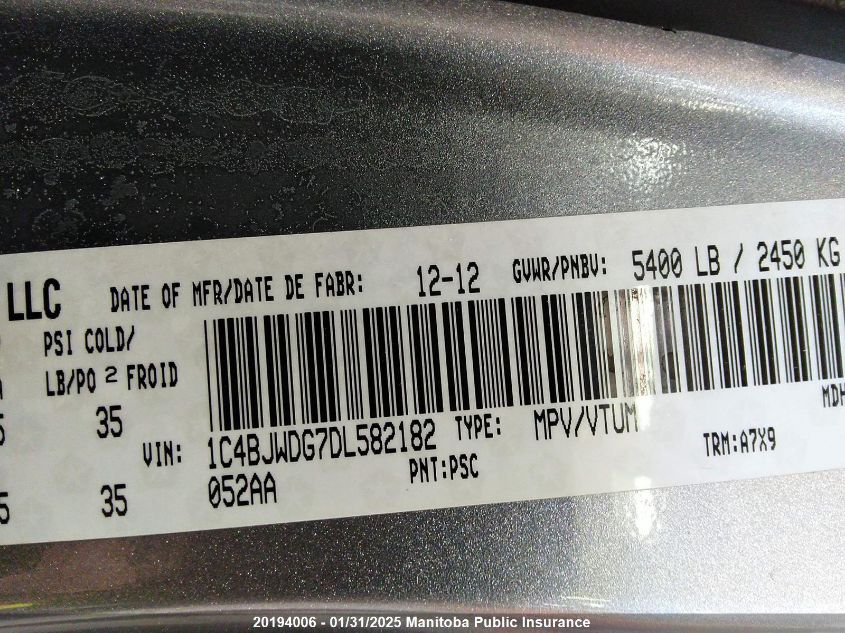 LLC DATE OF MFR/DATE DE FABR: 12-12 GVWR/PNBV: 5400 LB / 2450 KG
PSI COLD/
LB/PO 2 FROID
35
VIN: 1C4BJWDG7DL582182 TYPE: MPV/VTUM MDH
052AA PNT:PSC TRM:A7X9
35
20194006 - 01/31/2025 Manitoba Public Insurance